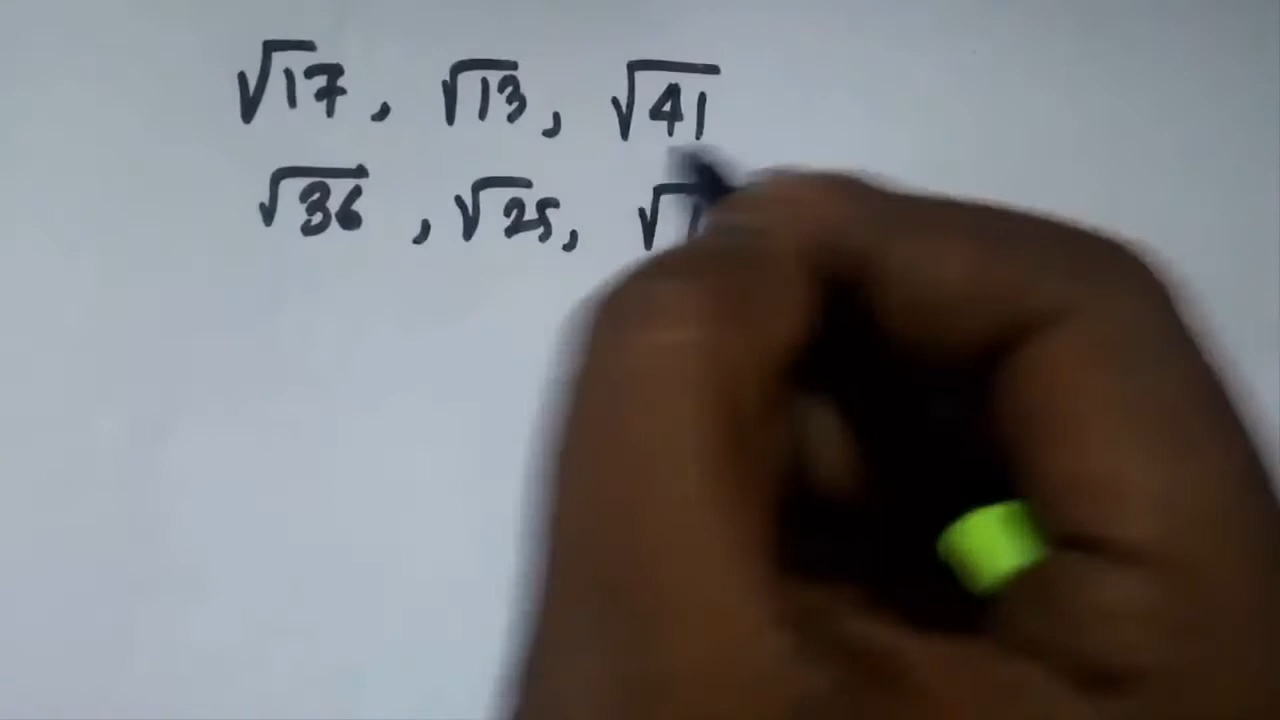 √17, √13, √41
√36, √25,